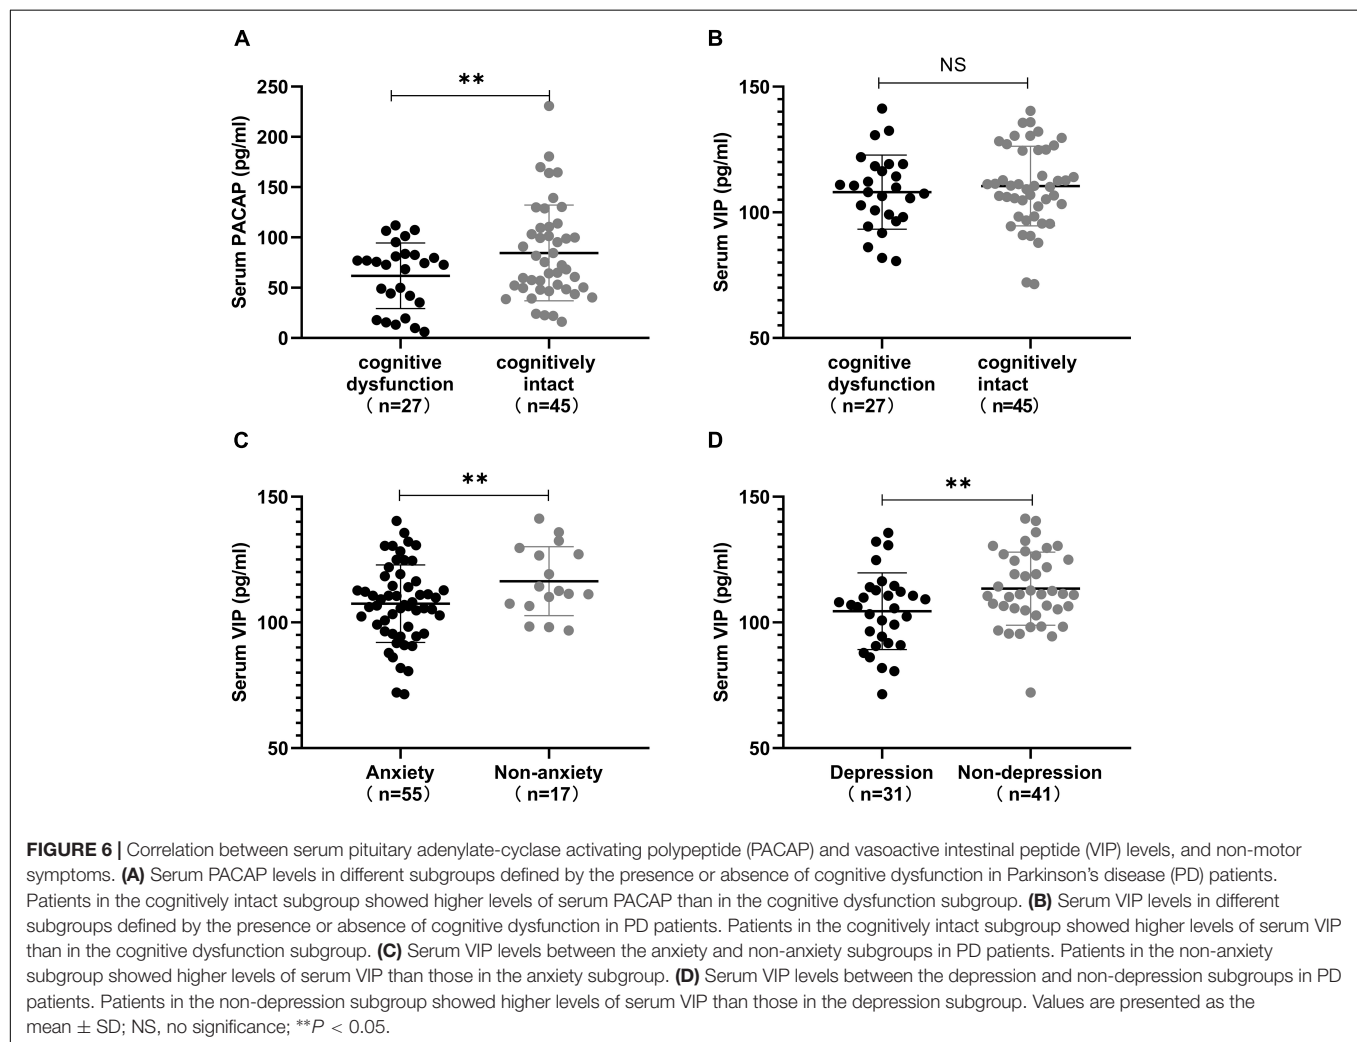 A
**
250
200
150
100
50
0
Serum PACAP (pg/ml)
cognitive
dysfunction
( n=27)
cognitively
intact
( n=45)
B
NS
150
100
50
Serum VIP (pg/ml)
cognitive
dysfunction
( n=27)
cognitively
intact
( n=45)
C
**
150
100
50
Serum VIP (pg/ml)
Anxiety
( n=55)
Non-anxiety
( n=17)
D
**
150
100
50
Serum VIP (pg/ml)
Depression
( n=31)
Non-depression
( n=41)
FIGURE 6 | Correlation between serum pituitary adenylate-cyclase activating polypeptide (PACAP) and vasoactive intestinal peptide (VIP) levels, and non-motor
symptoms. (A) Serum PACAP levels in different subgroups defined by the presence or absence of cognitive dysfunction in Parkinson's disease (PD) patients.
Patients in the cognitively intact subgroup showed higher levels of serum PACAP than in the cognitive dysfunction subgroup. (B) Serum VIP levels in different
subgroups defined by the presence or absence of cognitive dysfunction in PD patients. Patients in the cognitively intact subgroup showed higher levels of serum VIP
than in the cognitive dysfunction subgroup. (C) Serum VIP levels between the anxiety and non-anxiety subgroups in PD patients. Patients in the non-anxiety
subgroup showed higher levels of serum VIP than those in the anxiety subgroup. (D) Serum VIP levels between the depression and non-depression subgroups in PD
patients. Patients in the non-depression subgroup showed higher levels of serum VIP than those in the depression subgroup. Values are presented as the
mean ± SD; NS, no significance; **P < 0.05.